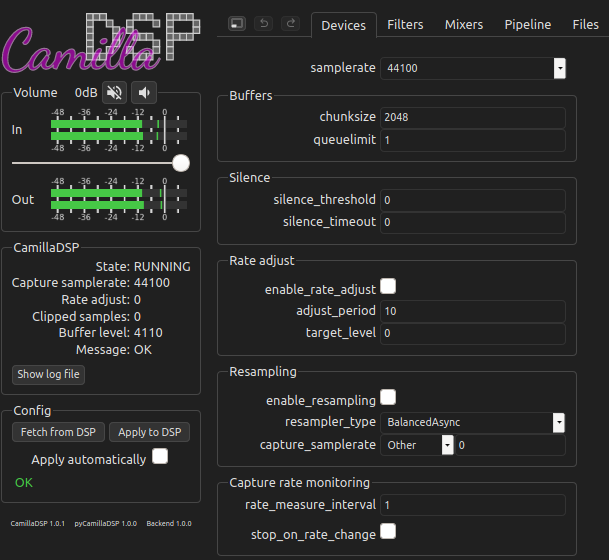 Camilla DSP
Volume 0dB
In
-48 -36 -24 -12 0
-48 -36 -24 -12 0
Out
-48 -36 -24 -12 0
-48 -36 -24 -12 0
CamillaDSP
State: RUNNING
Capture samplerate: 44100
Rate adjust: 0
Clipped samples: 0
Buffer level: 4110
Message: OK
Show log file
Config
Fetch from DSP Apply to DSP
Apply automatically
OK
CamillaDSP 1.0.1 pyCamillaDSP 1.0.0 Backend 1.0.0
Devices Filters Mixers Pipeline Files
samplerate 44100
Buffers
chunksize 2048
queuelimit 1
Silence
silence_threshold 0
silence_timeout 0
Rate adjust
enable_rate_adjust
adjust_period 10
target_level 0
Resampling
enable_resampling
resampler_type BalancedAsync
capture_samplerate Other 0
Capture rate monitoring
rate_measure_interval 1
stop_on_rate_change